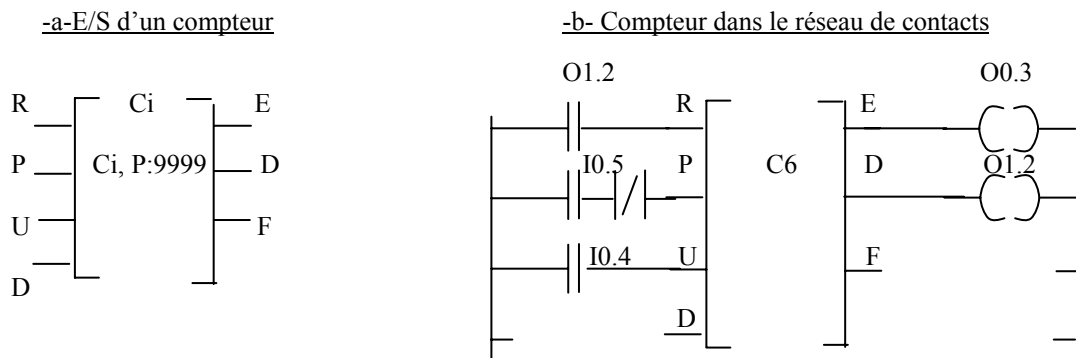 -a-E/S d'un compteur
-b- Compteur dans le réseau de contacts
R Ci E
P Ci, P:9999 D
U F
D
O1.2 O0.3
R E
I0.5 P C6 D O1.2
I0.4 U F
D